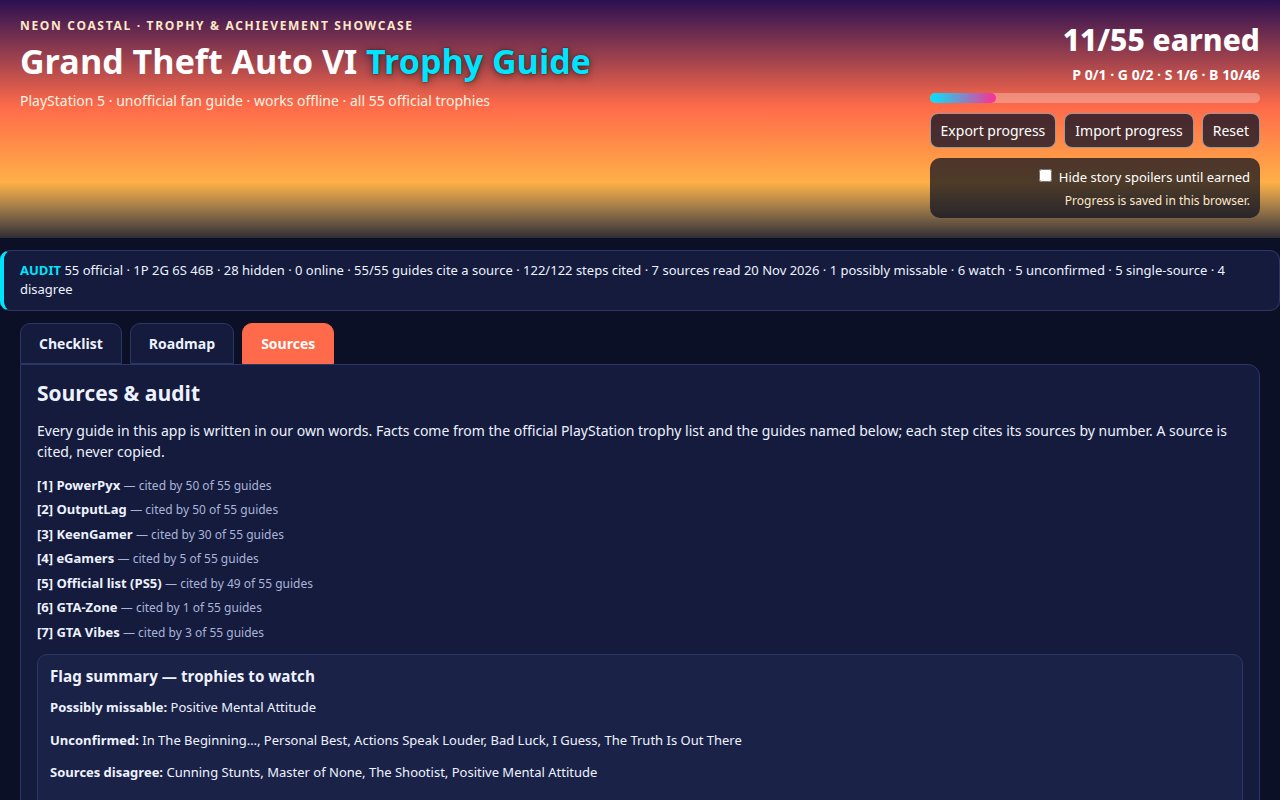 NEON COASTAL · TROPHY & ACHIEVEMENT SHOWCASE
Grand Theft Auto VI Trophy Guide
PlayStation 5 · unofficial fan guide · works offline · all 55 official trophies
11/55 earned
P 0/1 · G 0/2 · S 1/6 · B 10/46
Export progress
Import progress
Reset
Hide story spoilers until earned
Progress is saved in this browser.
AUDIT 55 official · 1P 2G 6S 46B · 28 hidden · 0 online · 55/55 guides cite a source · 122/122 steps cited · 7 sources read 20 Nov 2026 · 1 possibly missable · 6 watch · 5 unconfirmed · 5 single-source · 4
disagree
Checklist
Roadmap
Sources
Sources & audit
Every guide in this app is written in our own words. Facts come from the official PlayStation trophy list and the guides named below; each step cites its sources by number. A source is
cited, never copied.
[1] PowerPyx — cited by 50 of 55 guides
[2] OutputLag — cited by 50 of 55 guides
[3] KeenGamer — cited by 30 of 55 guides
[4] eGamers — cited by 5 of 55 guides
[5] Official list (PS5) — cited by 49 of 55 guides
[6] GTA-Zone — cited by 1 of 55 guides
[7] GTA Vibes — cited by 3 of 55 guides
Flag summary — trophies to watch
Possibly missable: Positive Mental Attitude
Unconfirmed: In The Beginning..., Personal Best, Actions Speak Louder, Bad Luck, I Guess, The Truth Is Out There
Sources disagree: Cunning Stunts, Master of None, The Shootist, Positive Mental Attitude